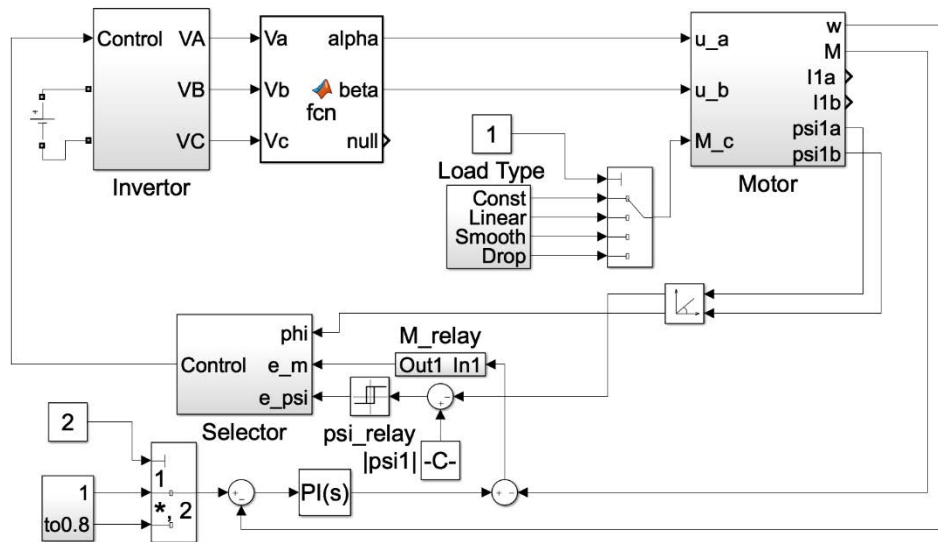 Control
VA
VB
VC
Invertor
Va
Vb
Vc
alpha
beta
null
fcn
u_a
u_b
M_c
w
M
I1a
I1b
psi1a
psi1b
Motor
1
Load Type
Const
Linear
Smooth
Drop
phi
e_m
e_psi
Control
Selector
M_relay
Out1 In1
psi_relay
|psi1|
-C-
2
1
to0.8
1
*, 2
PI(s)